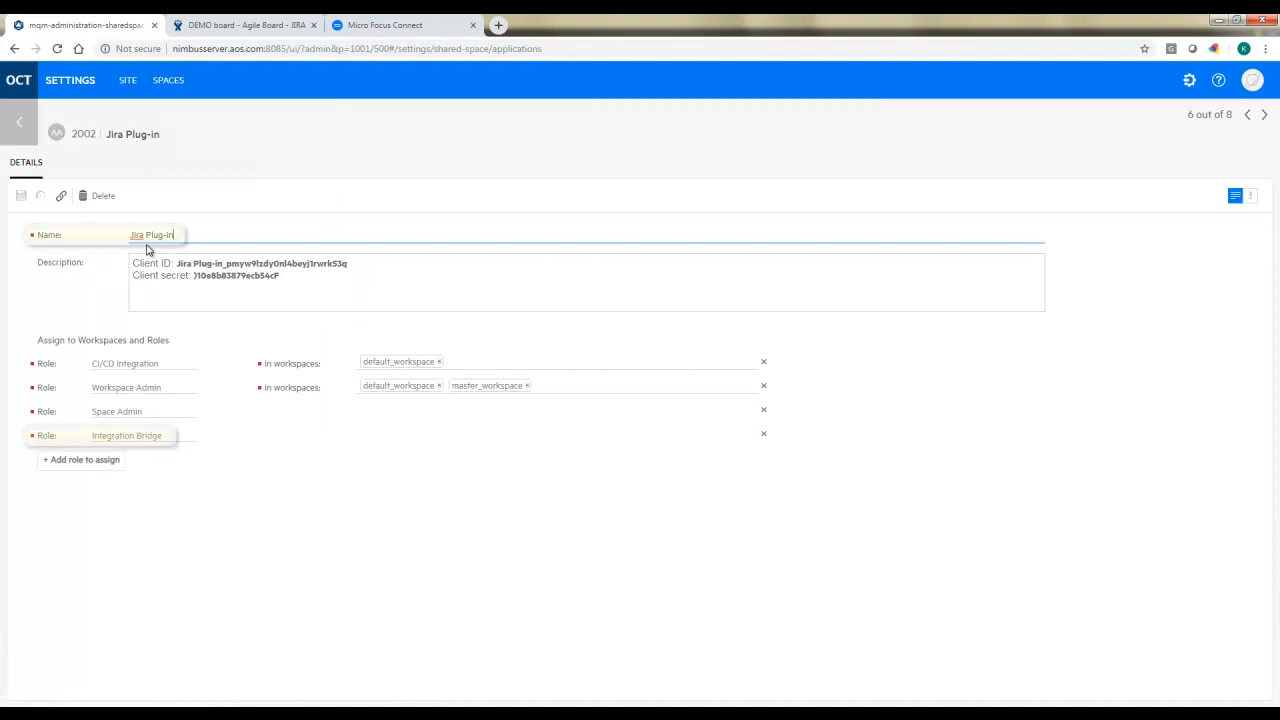 mqm-administration-sharedspac
DEMO board - Agile Board - JIRA
Micro Focus Connect
Not secure
nimbusserver.aos.com:8085/ui/?admin&p=1001/500#/settings/shared-space/applications
K
OCT SETTINGS SITE SPACES
AA 2002 Jira Plug-in
6 out of 8
DETAILS
Delete
Name: Jira Plug-in
Description: Client ID: Jira Plug-in_pmyw9lzdy0nl4beyj1rwrk53q
Client secret: )10e8b83879ecb54cF
Assign to Workspaces and Roles
Role: CI/CD Integration In workspaces: default_workspace ×
Role: Workspace Admin In workspaces: default_workspace × master_workspace ×
Role: Space Admin
Role: Integration Bridge
+ Add role to assign